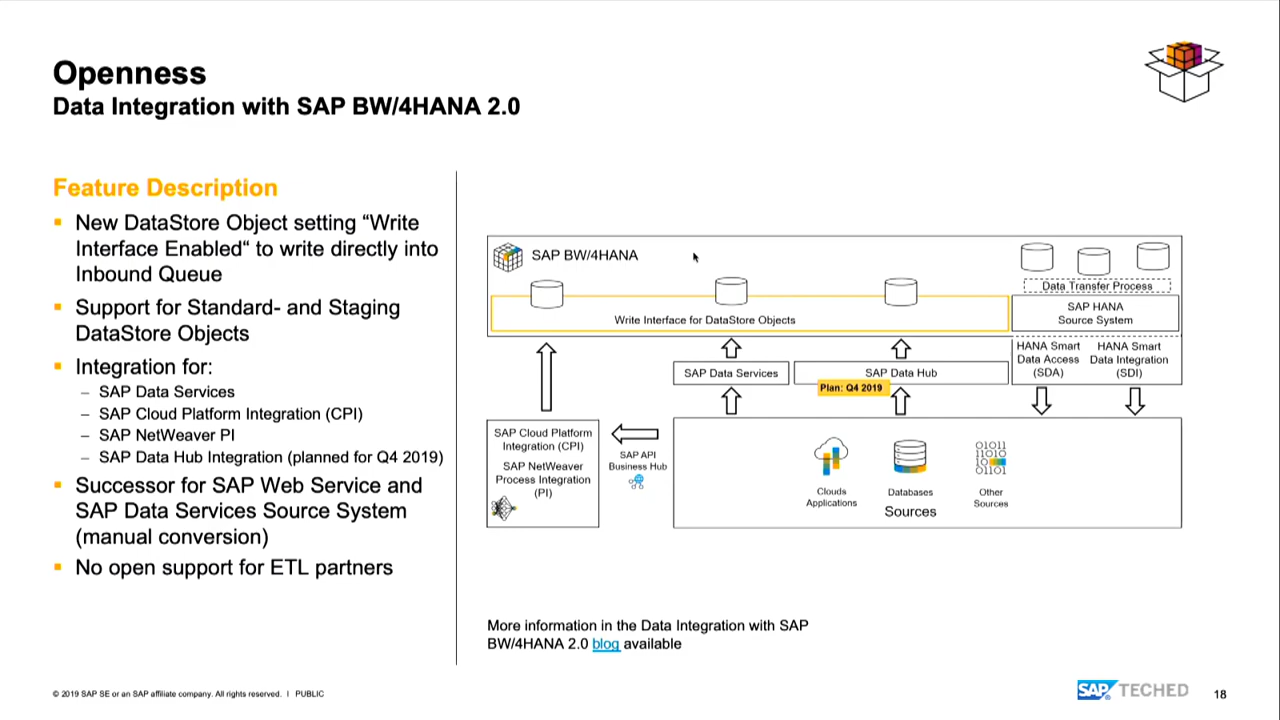 Openness
Data Integration with SAP BW/4HANA 2.0
Feature Description
▪ New DataStore Object setting “Write
Interface Enabled“ to write directly into
Inbound Queue
▪ Support for Standard- and Staging
DataStore Objects
▪ Integration for:
– SAP Data Services
– SAP Cloud Platform Integration (CPI)
– SAP NetWeaver PI
– SAP Data Hub Integration (planned for Q4 2019)
▪ Successor for SAP Web Service and
SAP Data Services Source System
(manual conversion)
▪ No open support for ETL partners
SAP BW/4HANA
Write Interface for DataStore Objects
Data Transfer Process
SAP HANA
Source System
HANA Smart
Data Access
(SDA)
HANA Smart
Data Integration
(SDI)
SAP Data Services
SAP Data Hub
Plan: Q4 2019
SAP Cloud Platform
Integration (CPI)
SAP NetWeaver
Process Integration
(PI)
SAP API
Business Hub
Clouds
Applications
Databases
01011
11010
10
01101
Other
Sources
Sources
More information in the Data Integration with SAP
BW/4HANA 2.0 blog available
© 2019 SAP SE or an SAP affiliate company. All rights reserved. | PUBLIC
SAP TECHED
18